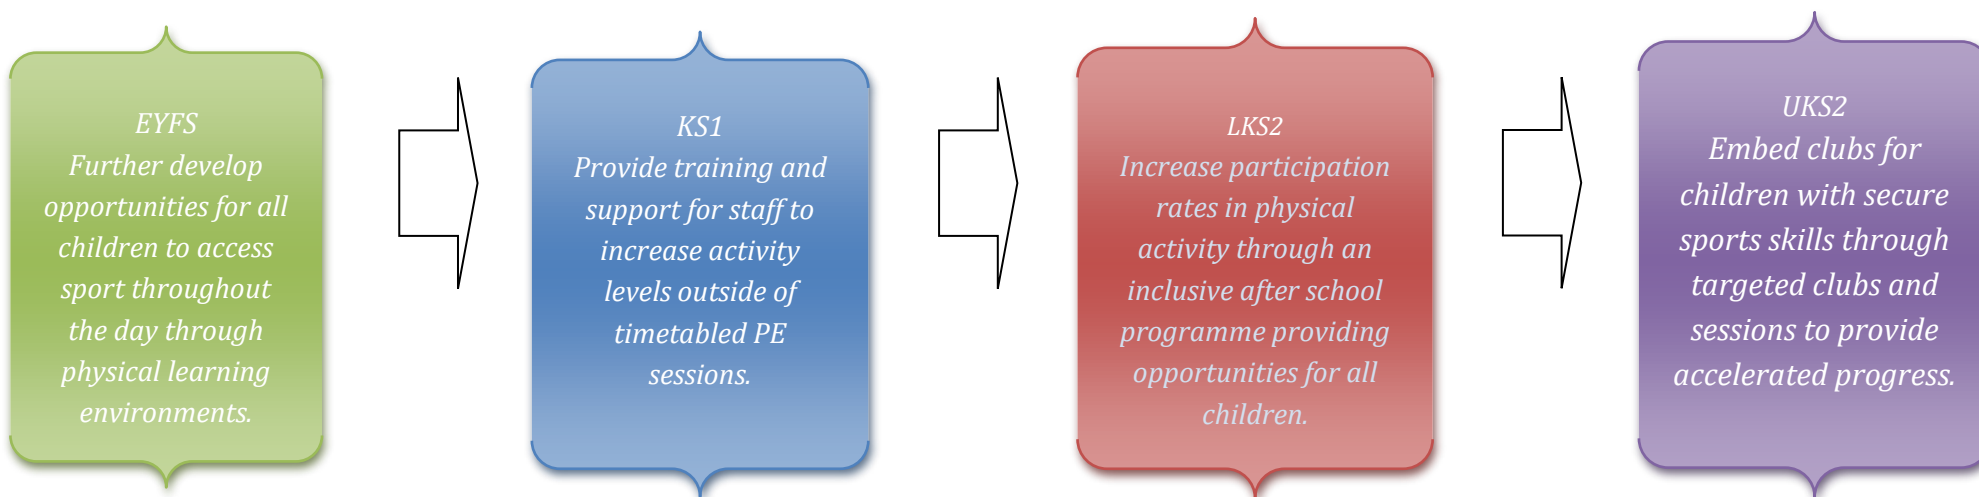 EYFS
Further develop
opportunities for all
children to access
sport throughout
the day through
physical learning
environments.
KS1
Provide training and
support for staff to
increase activity
levels outside of
timetabled PE
sessions.
LKS2
Increase participation
rates in physical
activity through an
inclusive after school
programme providing
opportunities for all
children.
UKS2
Embed clubs for
children with secure
sports skills through
targeted clubs and
sessions to provide
accelerated progress.